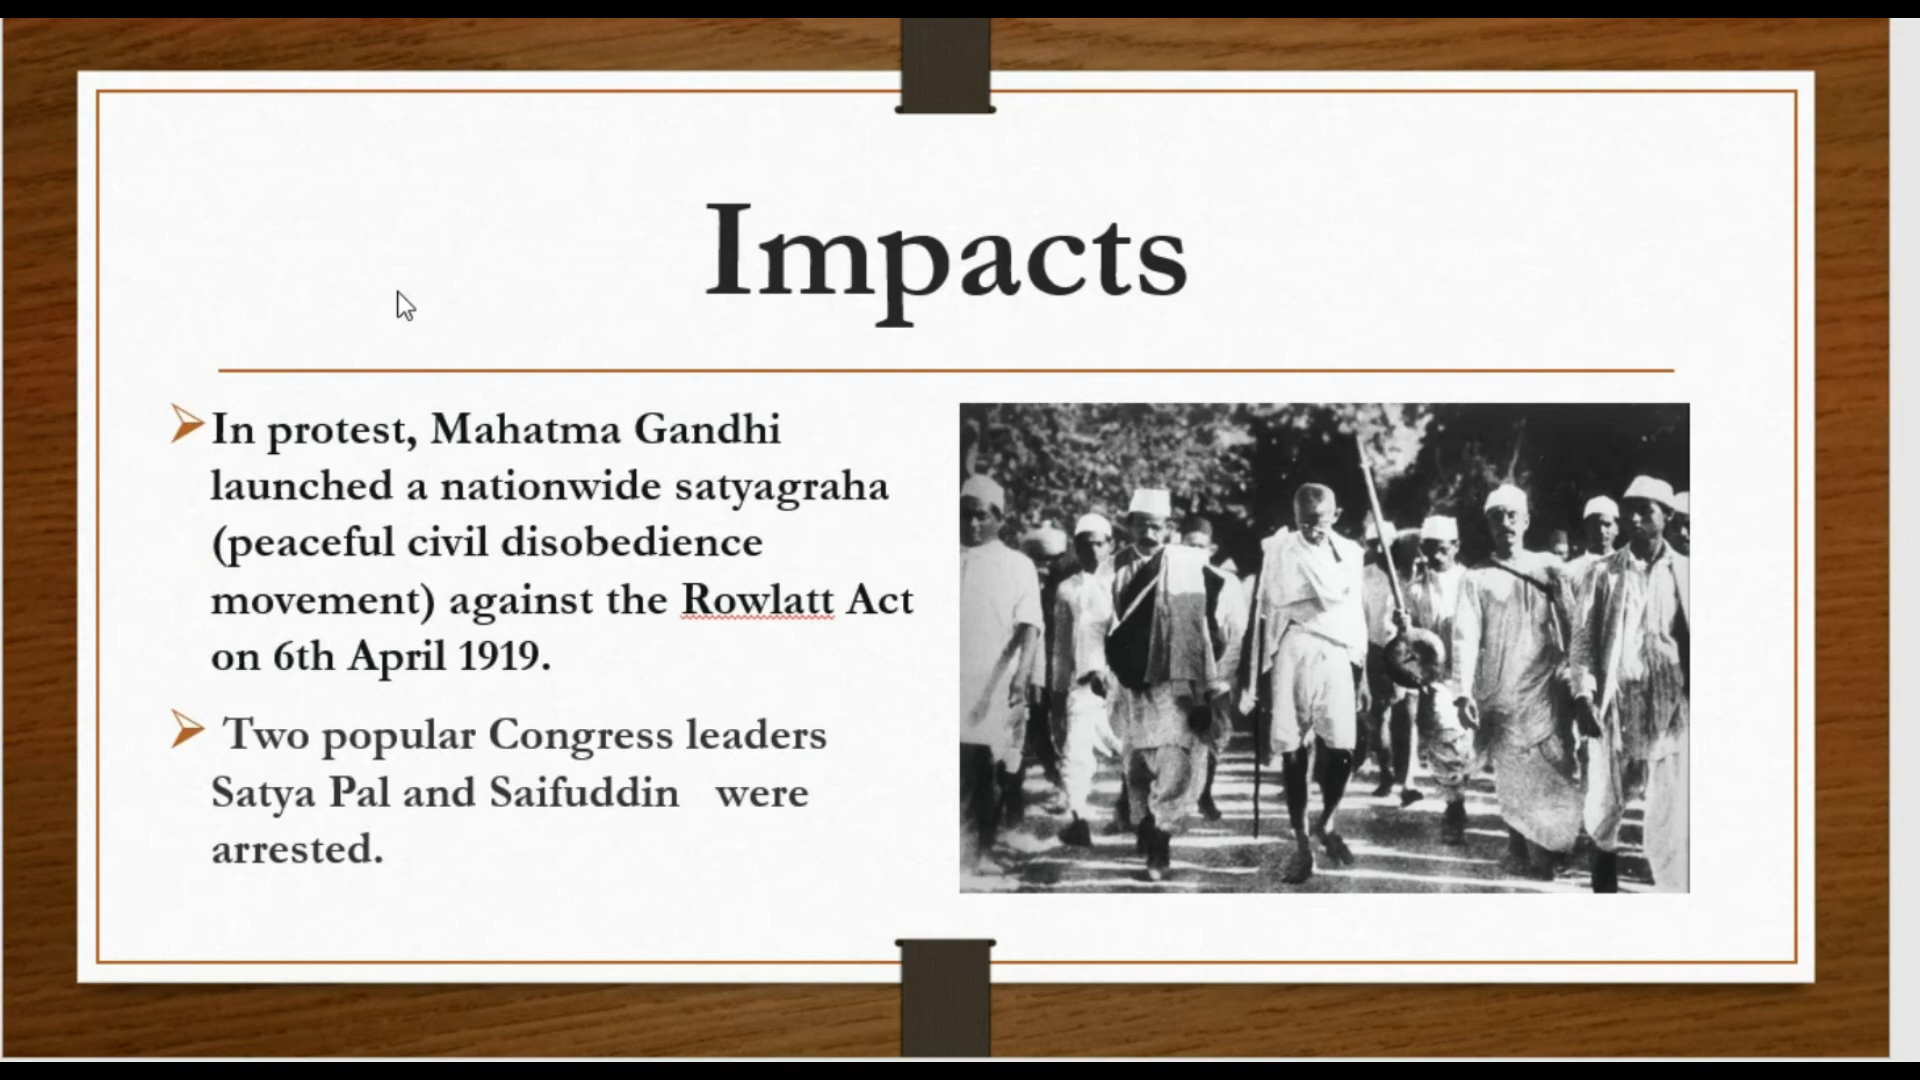 Impacts
In protest, Mahatma Gandhi
launched a nationwide satyagraha
(peaceful civil disobedience
movement) against the Rowlatt Act
on 6th April 1919.
Two popular Congress leaders
Satya Pal and Saifuddin were
arrested.